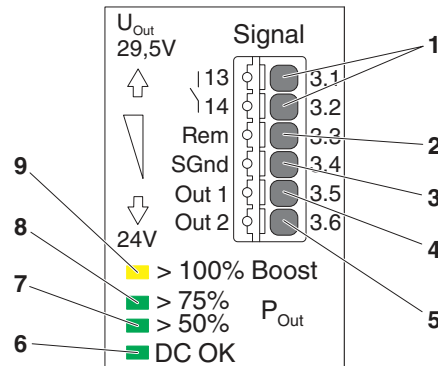 U Out
29,5V
Signal
1
13 3.1
14 3.2
Rem 3.3
2
SGnd 3.4
3
Out 1 3.5
4
Out 2 3.6
5
24V
9
> 100% Boost
8
> 75%
7
> 50%
P Out
6
DC OK